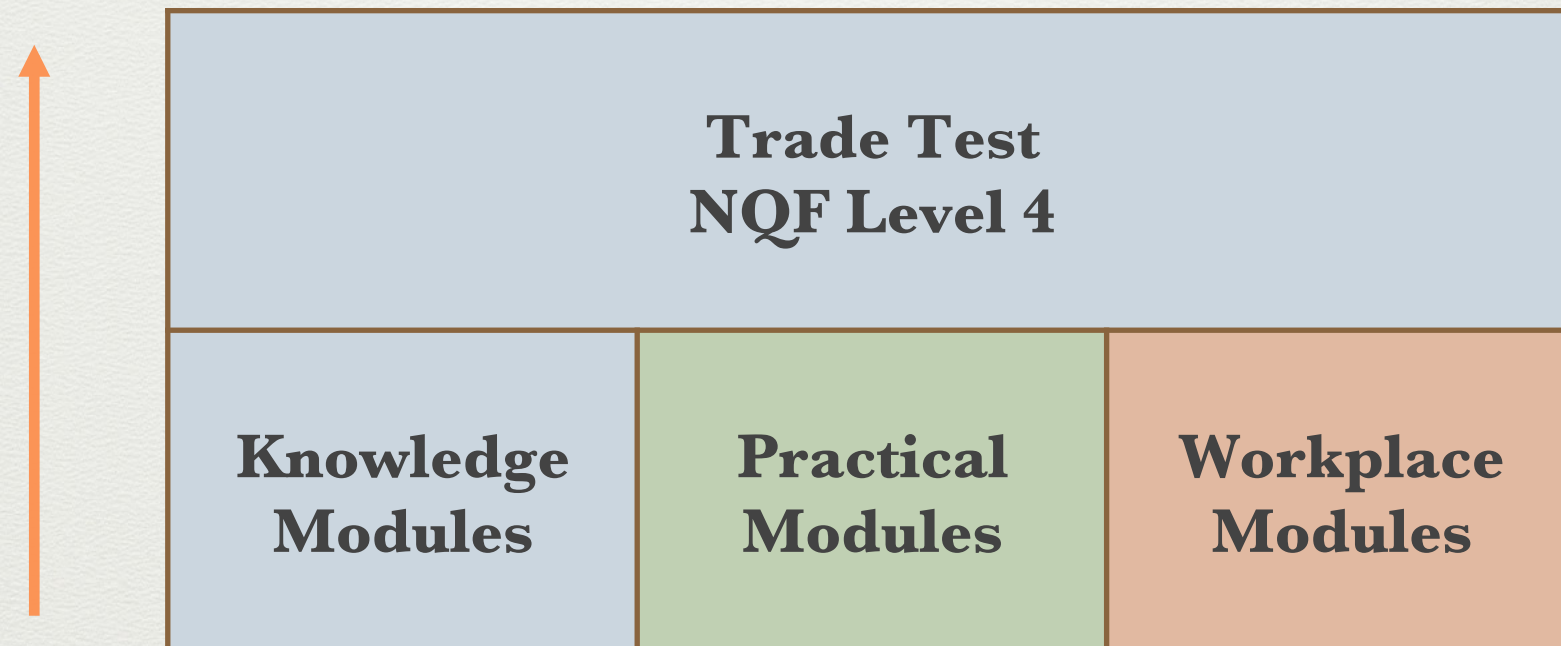 Trade Test
NQF Level 4
Knowledge
Modules
Practical
Modules
Workplace
Modules